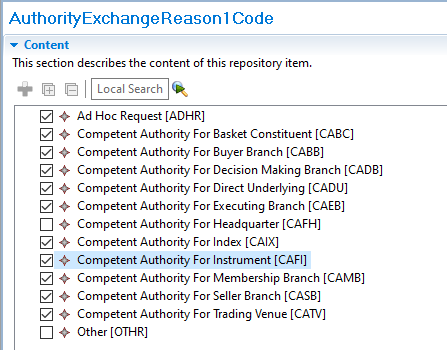 AuthorityExchangeReason1Code
Content
This section describes the content of this repository item.
Local Search
Ad Hoc Request [ADHR]
Competent Authority For Basket Constituent [CABC]
Competent Authority For Buyer Branch [CABB]
Competent Authority For Decision Making Branch [CADB]
Competent Authority For Direct Underlying [CADU]
Competent Authority For Executing Branch [CAEB]
Competent Authority For Headquarter [CAFH]
Competent Authority For Index [CAIX]
Competent Authority For Instrument [CAFI]
Competent Authority For Membership Branch [CAMB]
Competent Authority For Seller Branch [CASB]
Competent Authority For Trading Venue [CATV]
Other [OTHR]